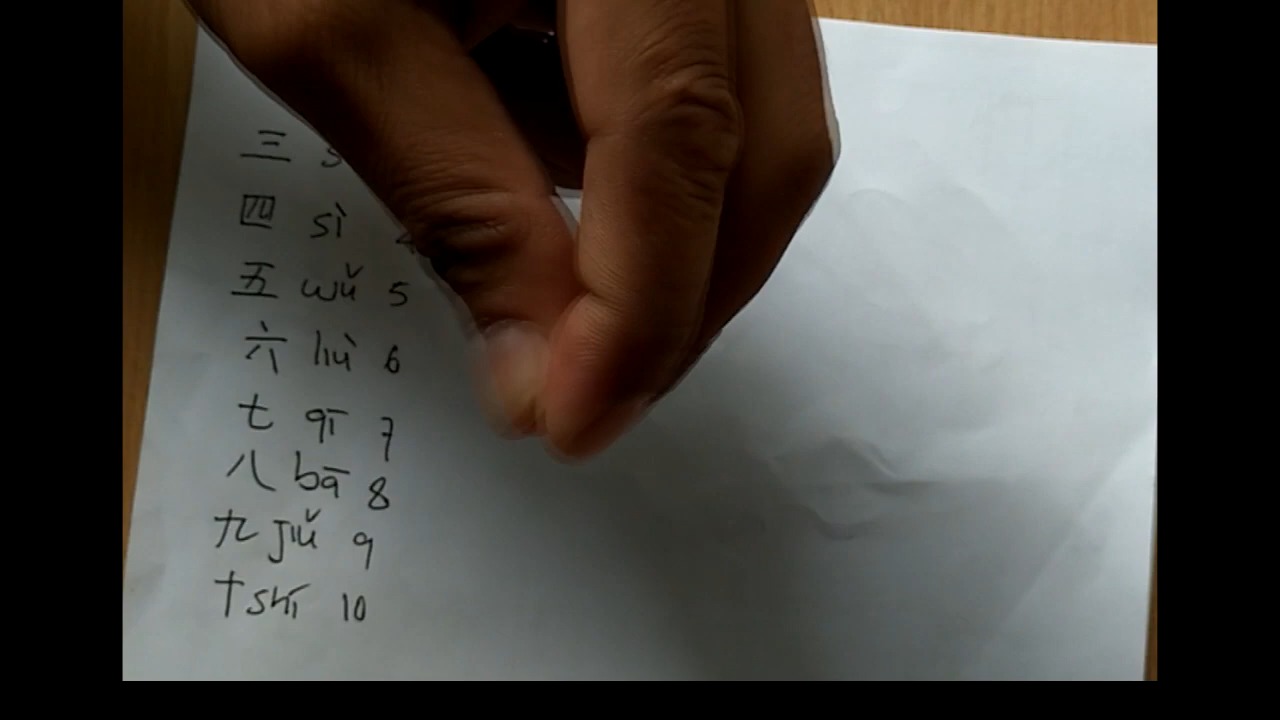 三 s
四 sì
五 wǔ 5
六 liù 6
七 qī 7
八 bā 8
九 Jiǔ 9
十 shí 10